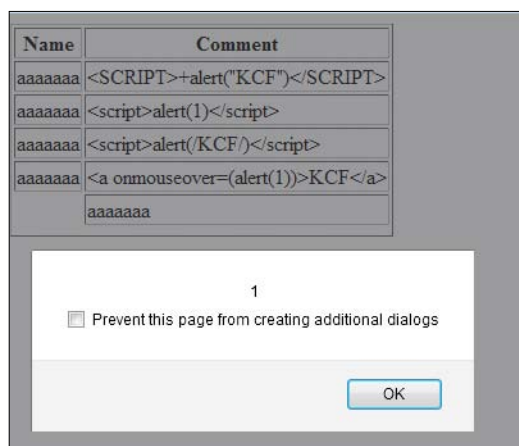 Name Comment
aaaaaaa <SCRIPT>+alert("KCF")</SCRIPT>
aaaaaaa <script>alert(1)</script>
aaaaaaa <script>alert(/KCF/)</script>
aaaaaaa <a onmouseover=(alert(1))>KCF</a>
aaaaaaa
1
Prevent this page from creating additional dialogs
OK